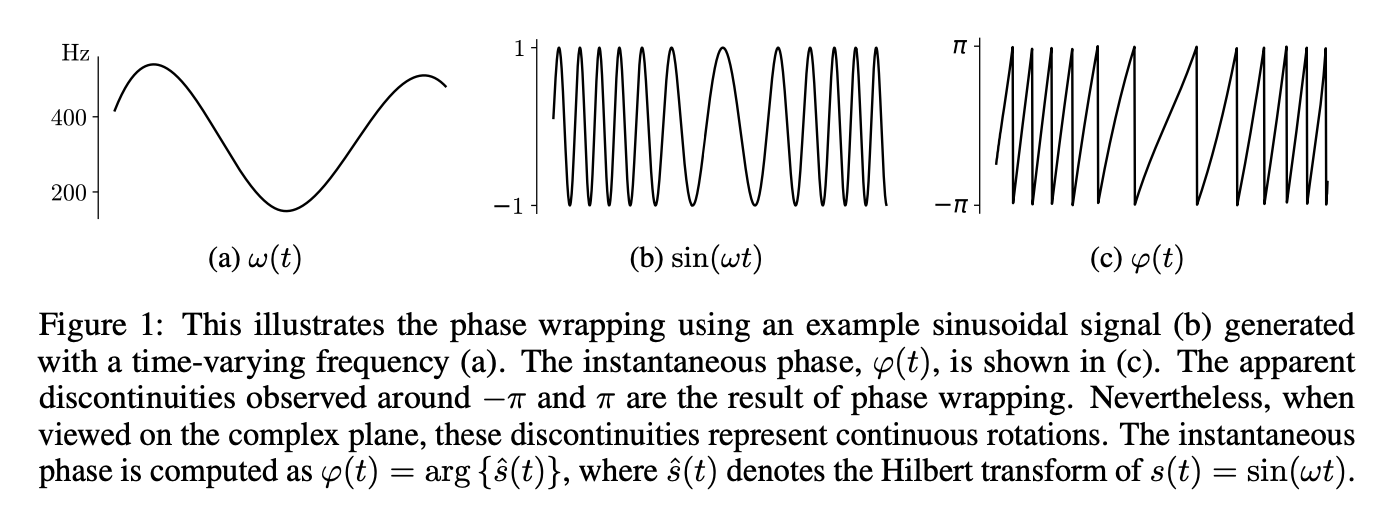 Hz
400
200
(a) ω(t)
1
−1
(b) sin(ωt)
π
−π
(c) φ(t)
Figure 1: This illustrates the phase wrapping using an example sinusoidal signal (b) generated
with a time-varying frequency (a). The instantaneous phase, φ(t), is shown in (c). The apparent
discontinuities observed around −π and π are the result of phase wrapping. Nevertheless, when
viewed on the complex plane, these discontinuities represent continuous rotations. The instantaneous
phase is computed as φ(t) = arg {ŝ(t)}, where ŝ(t) denotes the Hilbert transform of s(t) = sin(ωt).